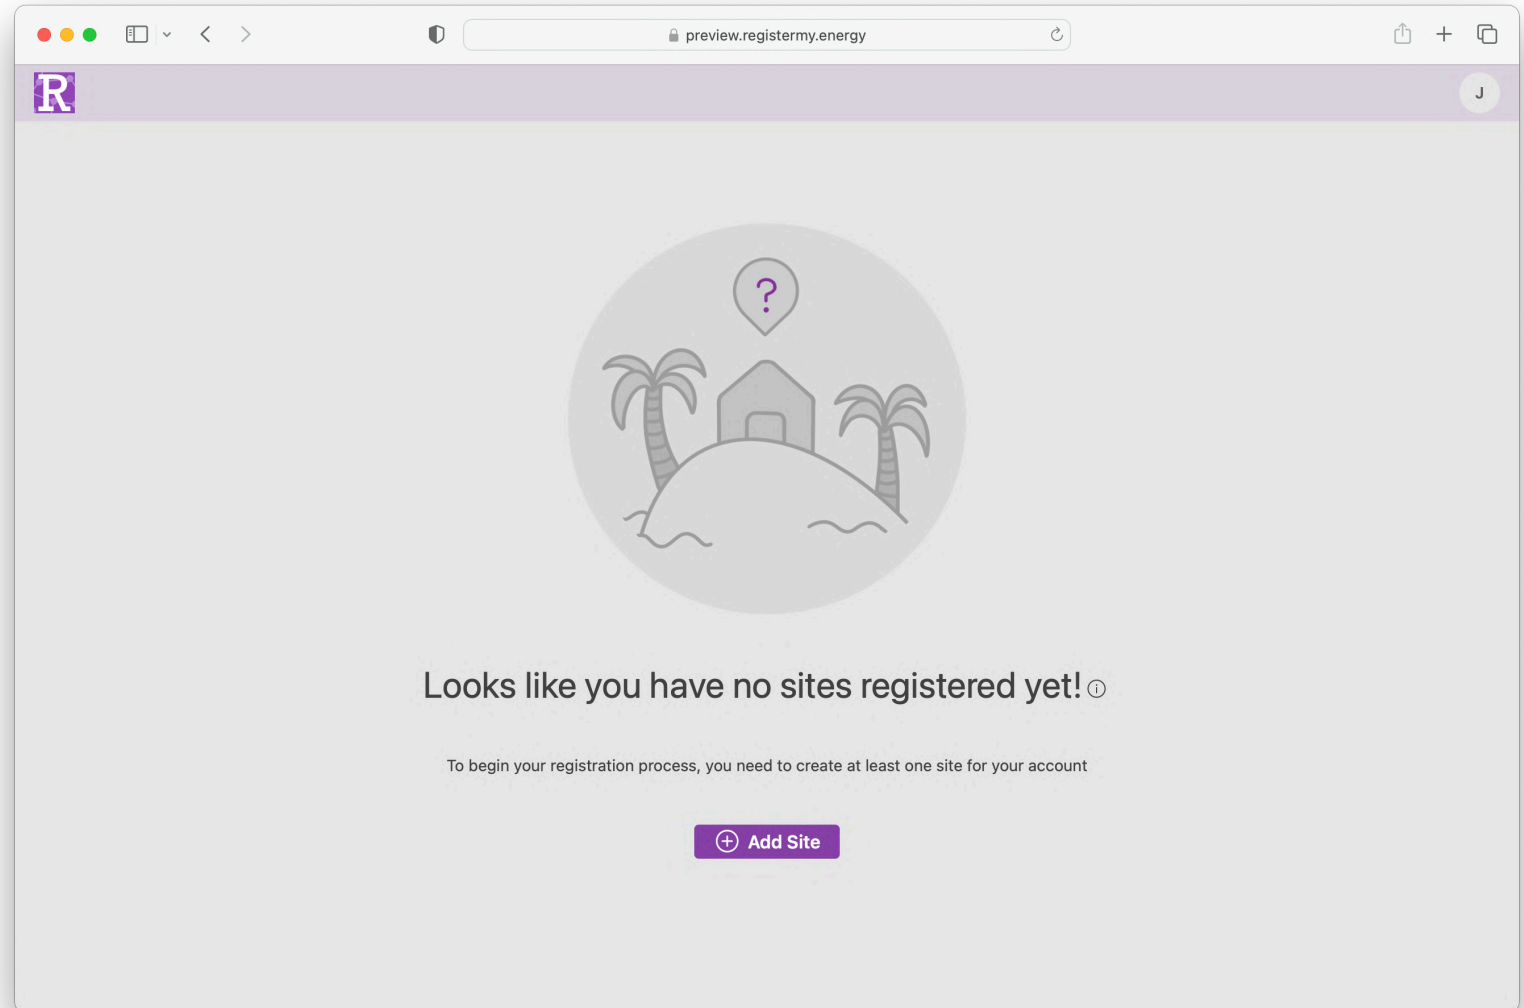 preview.registermy.energy
R
J
?
Looks like you have no sites registered yet!
To begin your registration process, you need to create at least one site for your account
Add Site